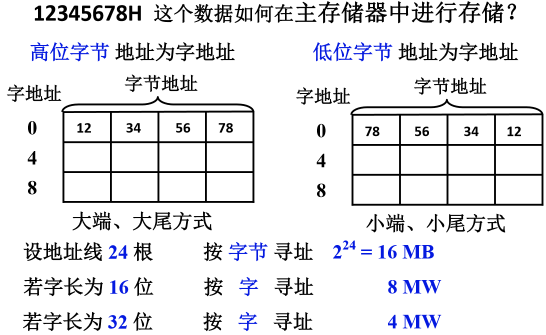 12345678H 这个数据如何在主存储器中进行存储？
高位字节 地址为字地址
低位字节 地址为字地址
字地址 字节地址
0 12 34 56 78
4
8
大端、大尾方式
字地址 字节地址
0 78 56 34 12
4
8
小端、小尾方式
设地址线 24 根 按 字节 寻址 2²⁴ = 16 MB
若字长为 16 位 按 字 寻址 8 MW
若字长为 32 位 按 字 寻址 4 MW